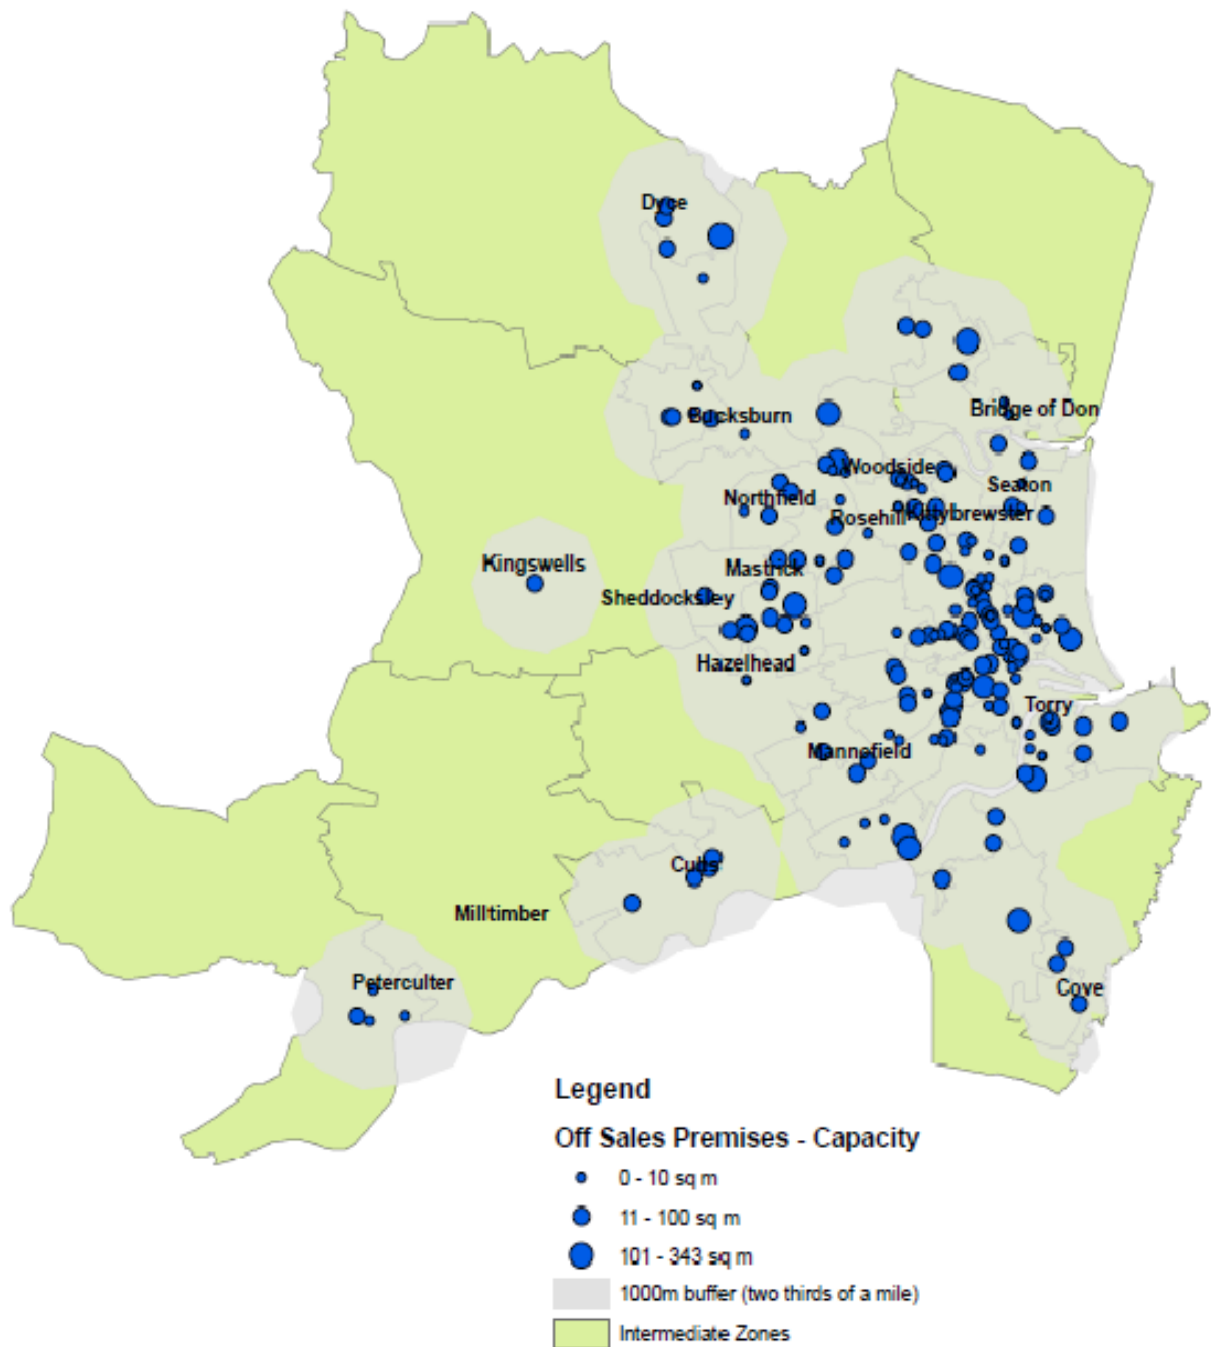 Dyce
Bridge of Don
Bucksburn
Woodside
Seaton
Northfield
Rosehill
Kittybrewster
Kingswells
Mastrick
Sheddocksley
Hazelhead
Torry
Mannofield
Cults
Milltimber
Peterculter
Cove
Legend
Off Sales Premises - Capacity
0 - 10 sq m
11 - 100 sq m
101 - 343 sq m
1000m buffer (two thirds of a mile)
Intermediate Zones